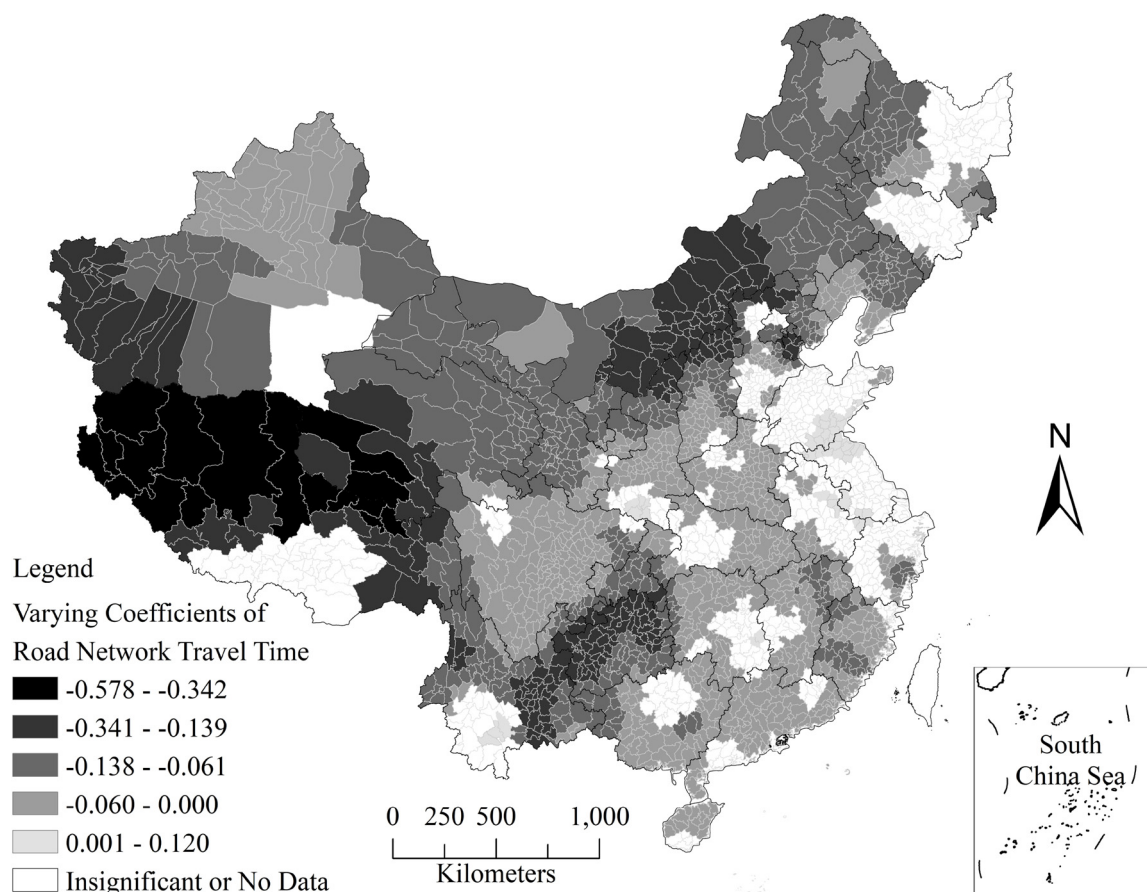 N
Legend
Varying Coefficients of
Road Network Travel Time
-0.578 - -0.342
-0.341 - -0.139
-0.138 - -0.061
-0.060 - 0.000
0.001 - 0.120
Insignificant or No Data
0 250 500 1,000
Kilometers
South
China Sea